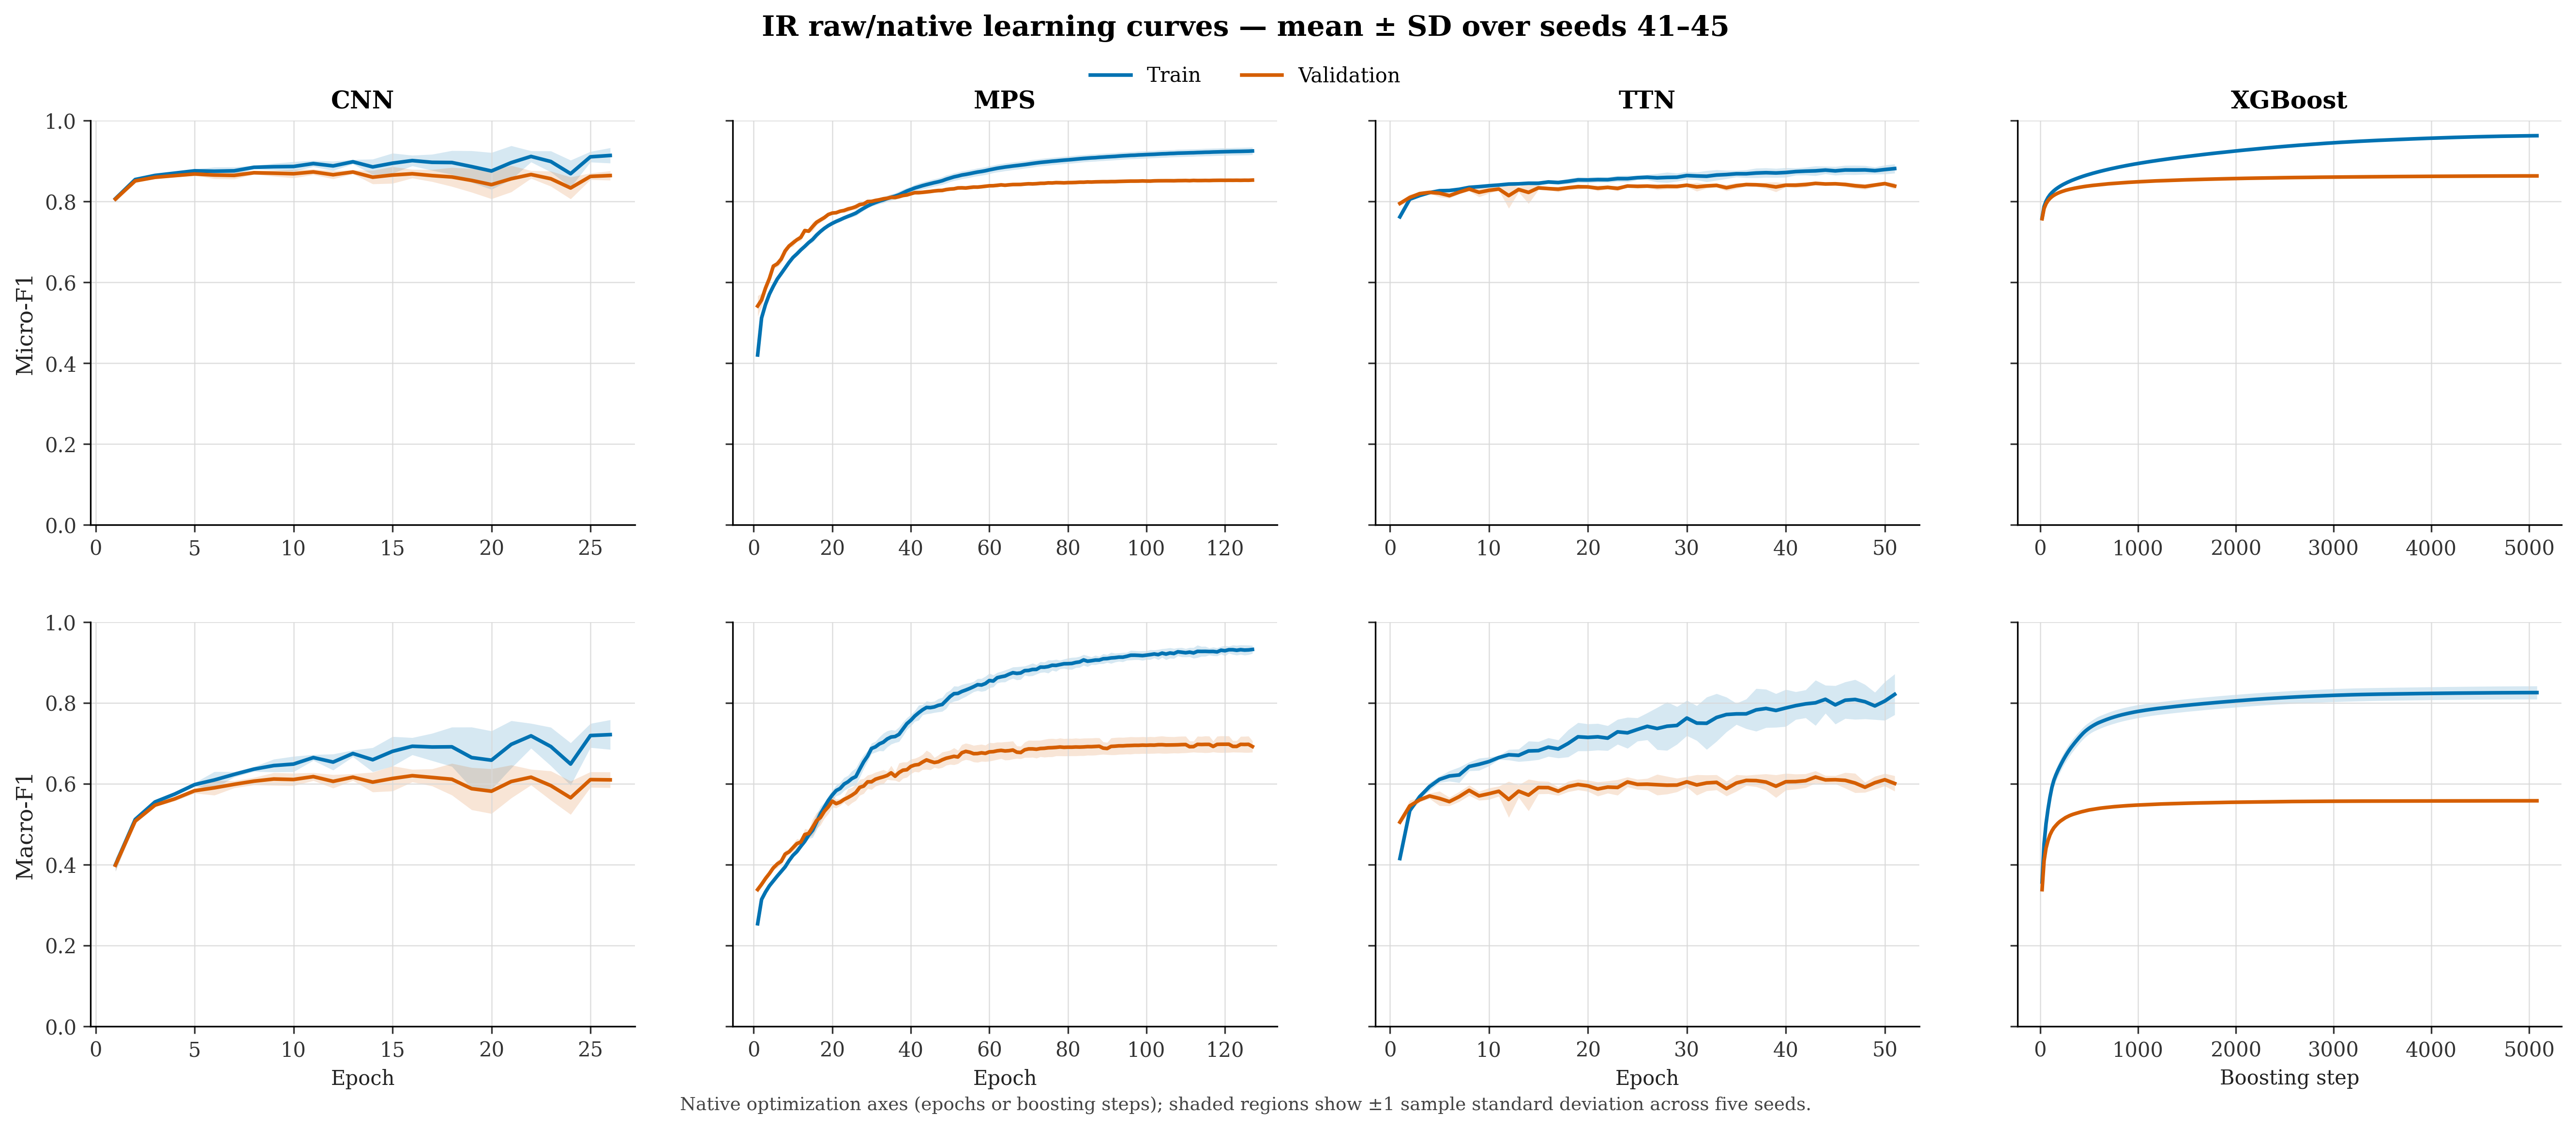 IR raw/native learning curves — mean ± SD over seeds 41–45
Train Validation
CNN MPS TTN XGBoost
Micro-F1
1.0
0.8
0.6
0.4
0.2
0.0
0 5 10 15 20 25
0 20 40 60 80 100 120
0 10 20 30 40 50
0 1000 2000 3000 4000 5000
Macro-F1
1.0
0.8
0.6
0.4
0.2
0.0
0 5 10 15 20 25
0 20 40 60 80 100 120
0 10 20 30 40 50
0 1000 2000 3000 4000 5000
Epoch Epoch Epoch Boosting step
Native optimization axes (epochs or boosting steps); shaded regions show ±1 sample standard deviation across five seeds.